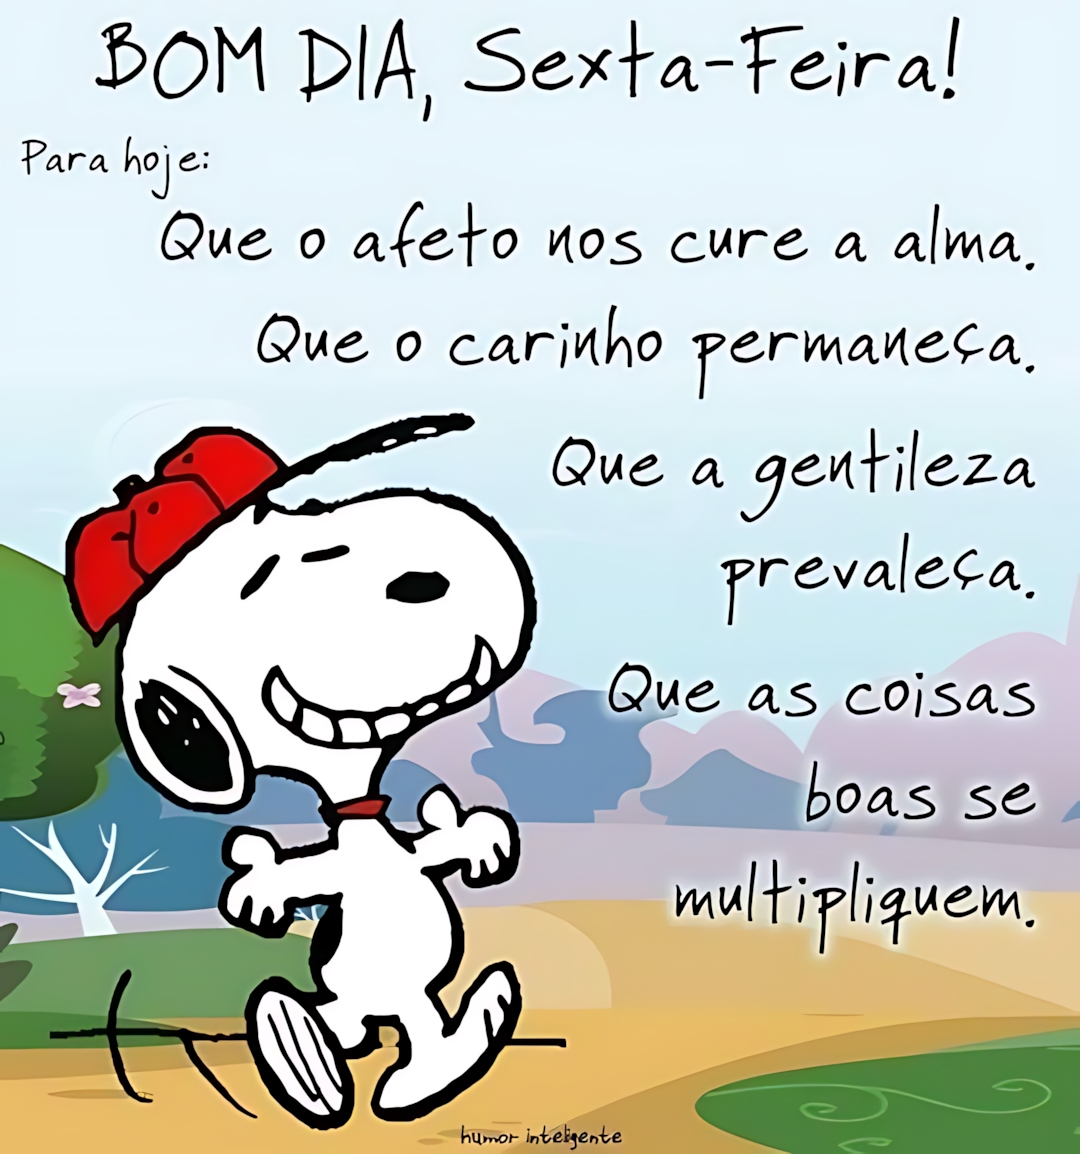 BOM DIA, Sexta-Feira!
Para hoje:
Que o afeto nos cure a alma.
Que o carinho permaneça.
Que a gentileza
prevaleça.
Que as coisas
boas se
multipliquem.
humor inteligente